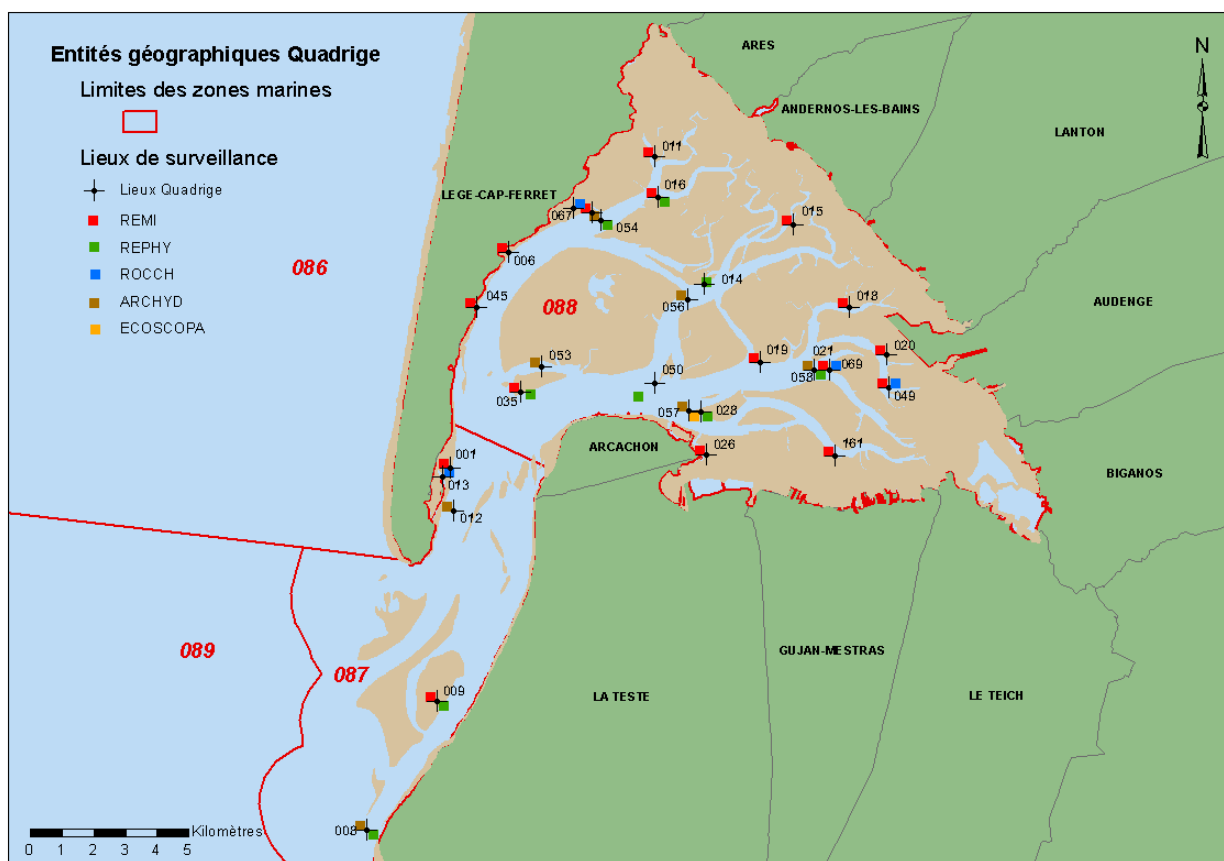 Entités géographiques Quadrige
Limites des zones marines
Lieux de surveillance
Lieux Quadrige
REMI
REPHY
ROCCH
ARCHYD
ECOSCOPA
N
ARES
ANDERNOS-LES-BAINS
LANTON
LEGE-CAP-FERRET
AUDENGE
BIGANOS
ARCACHON
GUJAN-MESTRAS
LA TESTE
LE TEICH
086
088
089
087
011
016
067
054
015
006
014
045
056
018
053
019
021
020
050
058
069
035
049
057
028
026
161
001
013
012
009
008
Kilomètres
0 1 2 3 4 5